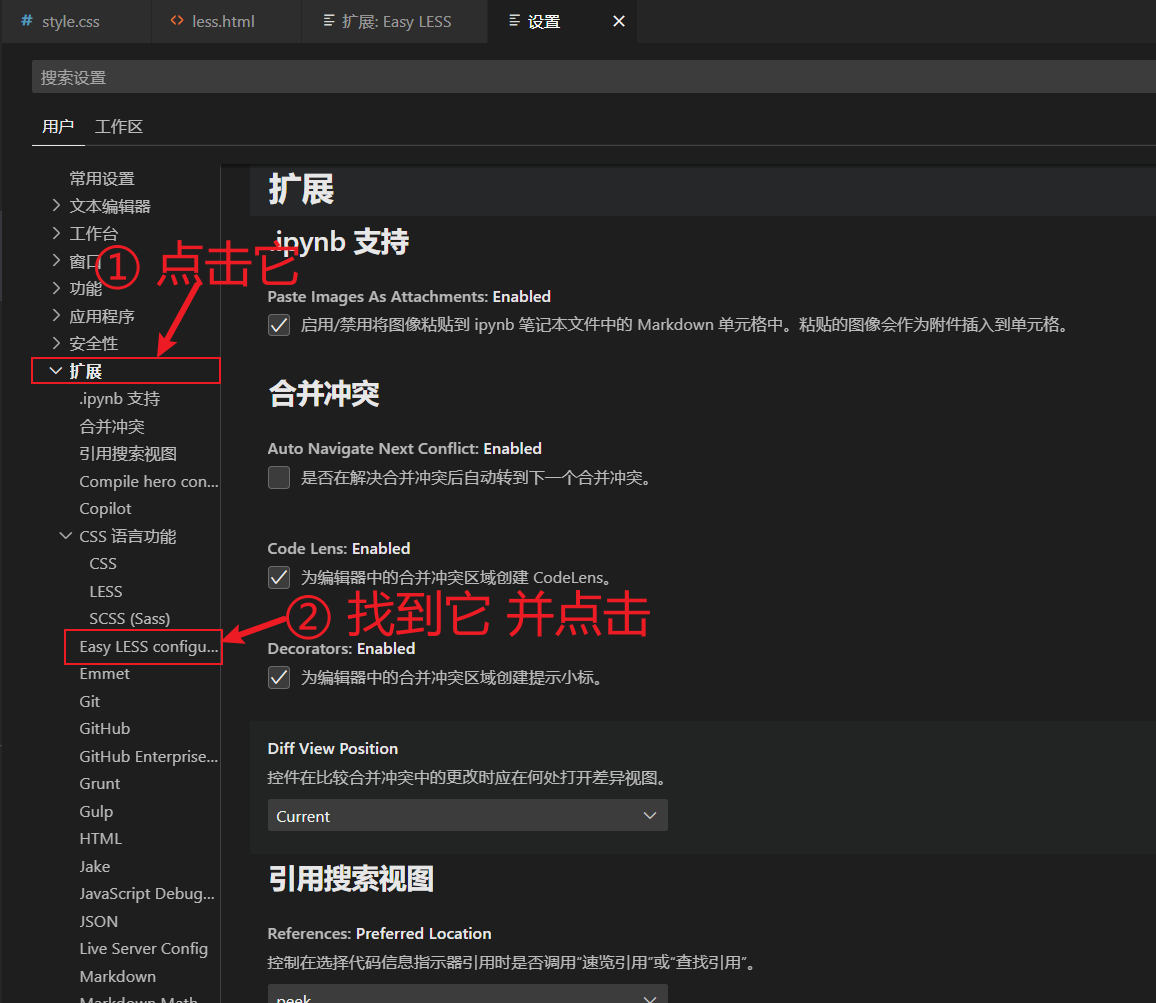 # style.css
<> less.html
扩展: Easy LESS
设置
搜索设置
用户
工作区
常用设置
文本编辑器
工作台
窗口
功能
应用程序
安全性
扩展
.ipynb 支持
合并冲突
引用搜索视图
Compile hero con...
Copilot
CSS 语言功能
CSS
LESS
SCSS (Sass)
Easy LESS configu...
Emmet
Git
GitHub
GitHub Enterprise...
Grunt
Gulp
HTML
Jake
JavaScript Debug...
JSON
Live Server Config
Markdown
Markdown Math
① 点击它
② 找到它 并点击
扩展
.ipynb 支持
Paste Images As Attachments: Enabled
启用/禁用将图像粘贴到 ipynb 笔记本文件中的 Markdown 单元格中。粘贴的图像会作为附件插入到单元格。
合并冲突
Auto Navigate Next Conflict: Enabled
是否在解决合并冲突后自动转到下一个合并冲突。
Code Lens: Enabled
为编辑器中的合并冲突区域创建 CodeLens。
Decorators: Enabled
为编辑器中的合并冲突区域创建提示小标。
Diff View Position
控件在比较合并冲突中的更改时应在何处打开差异视图。
Current
引用搜索视图
References: Preferred Location
控制在选择代码信息指示器引用时是否调用“速览引用”或“查找引用”。
peek